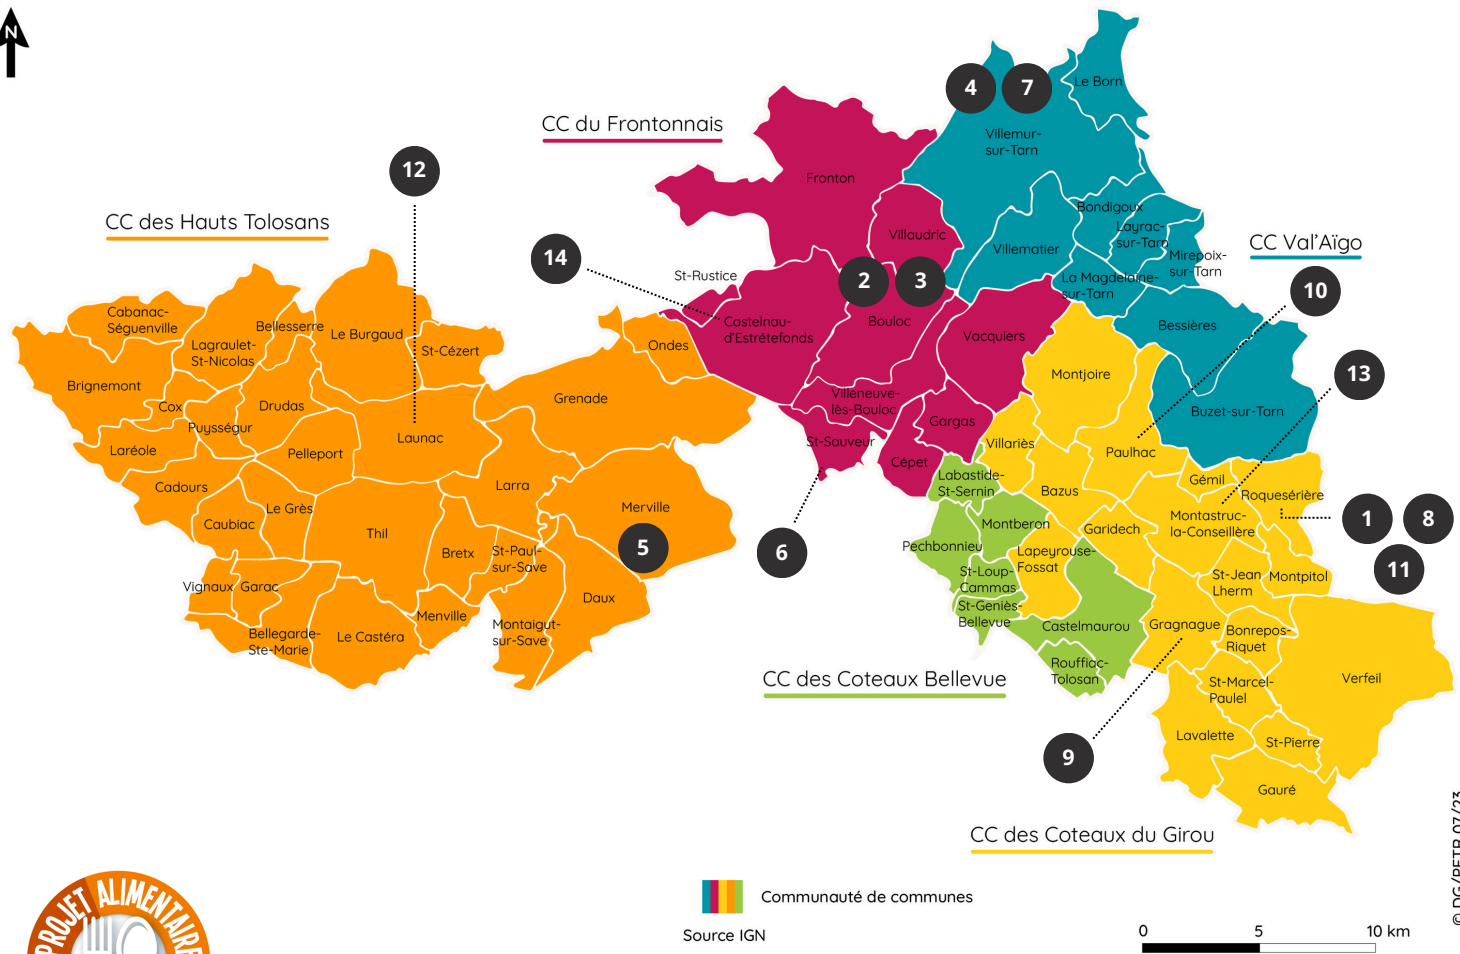 N
4
7
Le Born
CC du Frontonnais
Villemur-
sur-Tarn
12
Fronton
CC des Hauts Tolosans
Bondigoux
Villaudric
Layrac-
sur-Tarn
CC Val'Aïgo
Villematier
14
Mirepoix-
sur-Tarn
St-Rustice
2
3
La Magdelaine-
sur-Tarn
10
Cabanac-
Séguenville
Bellesserre
Le Burgaud
Castelnau-
d'Estrétefonds
Bouloc
Bessières
Vacquiers
Lagraulet-
St-Nicolas
St-Cézert
Ondes
Montjoire
13
Brignemont
Grenade
Villeneuve-
lès-Bouloc
Cox
Drudas
Buzet-sur-Tarn
Puységur
Gargas
Launac
St-Sauveur
Villariès
Laréole
Pelleport
Paulhac
Cépet
Cadours
Larra
Labastide-
St-Sernin
Bazus
Gémil
Roquesérière
Le Grès
Merville
Caubiac
Thil
Montberon
Garidech
Montastruc-
la-Conseillère
1
8
5
6
Bretx
St-Paul-
sur-Save
Pechbonnieu
Lapeyrouse-
Fossat
11
Vignaux
Garac
St-Loup-
Cammas
St-Jean
Lherm
Montpitol
Daux
St-Geniès-
Bellevue
Menville
Bellegarde-
Ste-Marie
Le Castéra
Montaigut-
sur-Save
Castelmaurou
Gragnague
Bonrepos-
Riquet
Rouffiac-
Tolosan
CC des Coteaux Bellevue
St-Marcel-
Paulel
Verfeil
Lavalette
St-Pierre
9
Gauré
CC des Coteaux du Girou
© DG/PETR 07/23
PROJET ALIMENTAIRE
Communauté de communes
Source IGN
0 5 10 km